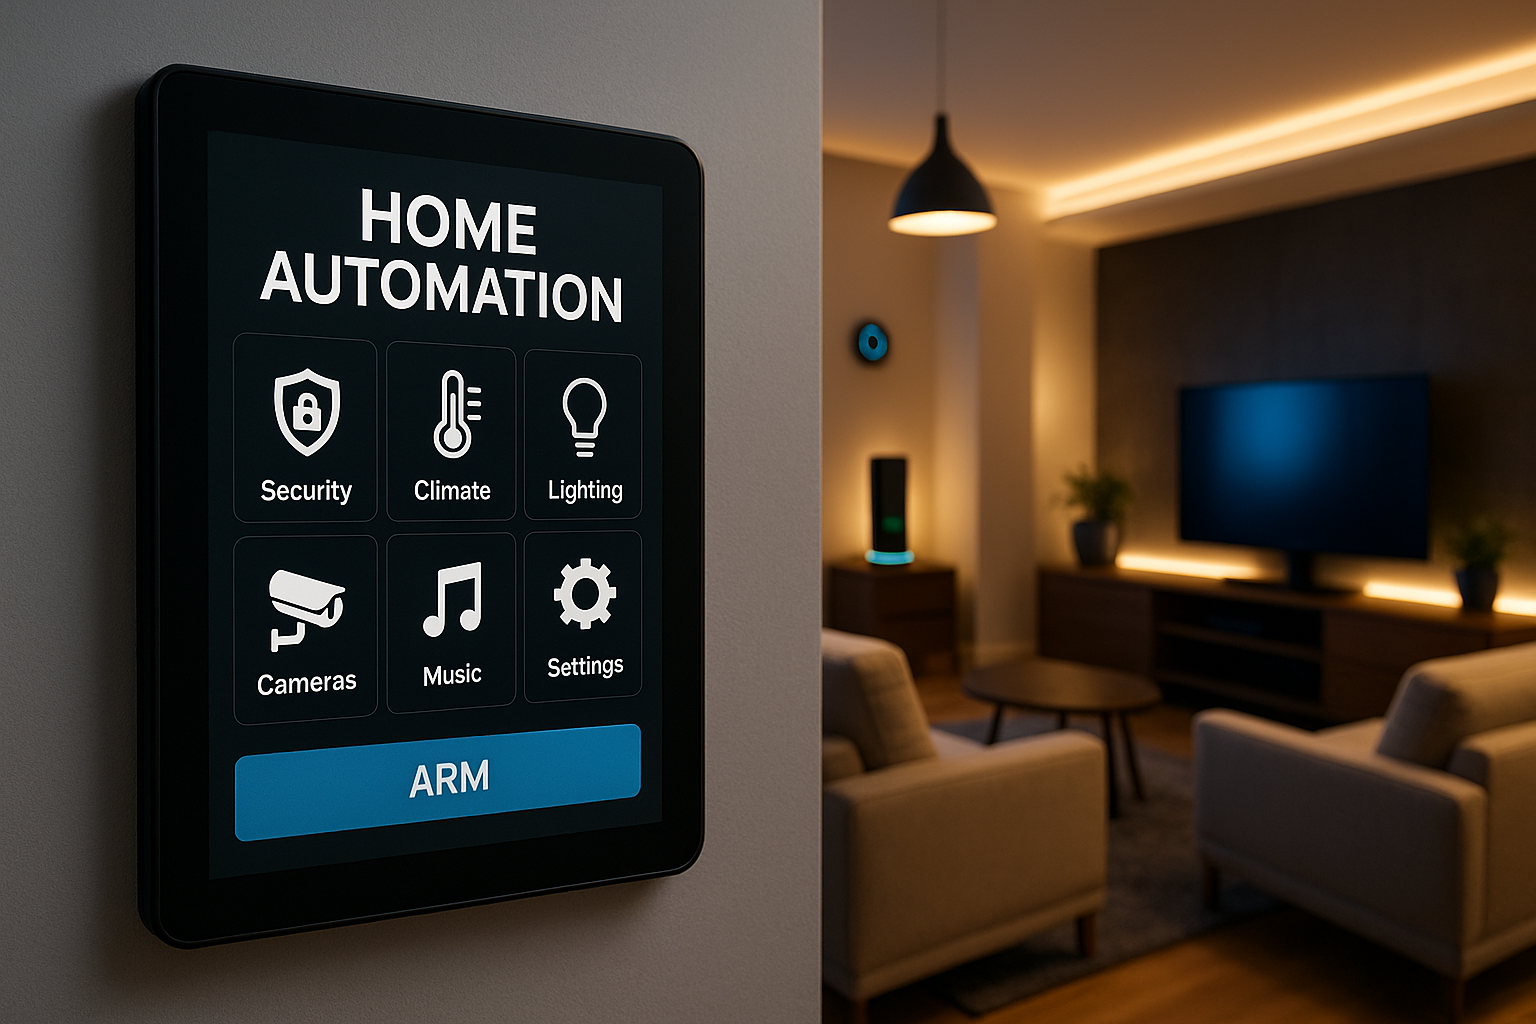 HOME
AUTOMATION
Security
Climate
Lighting
Cameras
Music
Settings
ARM